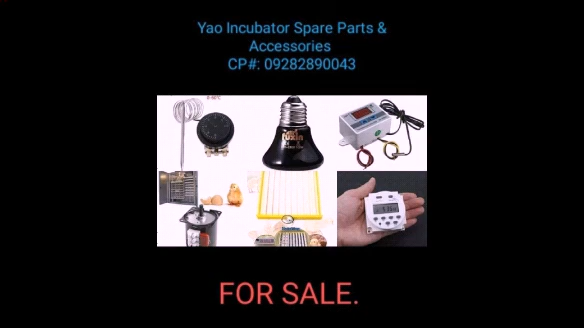 Yao Incubator Spare Parts &
Accessories
CP#: 09282890043
FOR SALE.